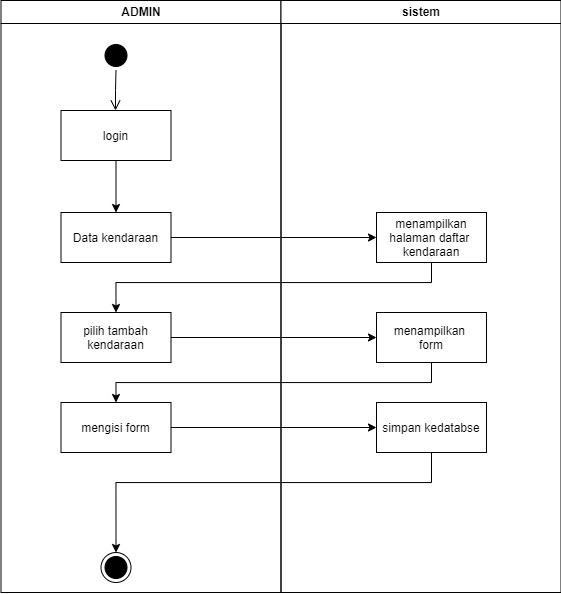 ADMIN
sistem
login
Data kendaraan
menampilkan
halaman daftar
kendaraan
pilih tambah
kendaraan
menampilkan
form
mengisi form
simpan kedatabse